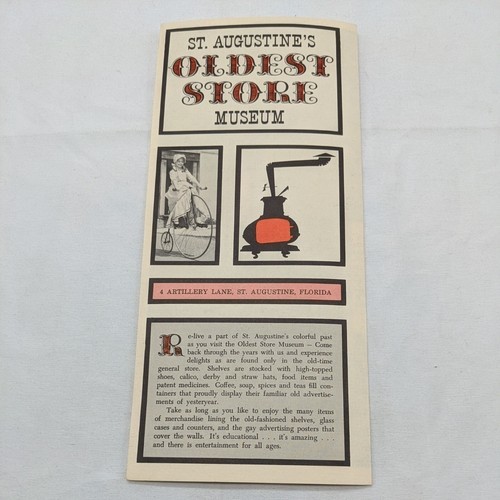 ST. AUGUSTINE'S
OLDEST
STORE
MUSEUM
4 ARTILLERY LANE, ST. AUGUSTINE, FLORIDA
Re-live a part of St. Augustine's colorful past
as you visit the Oldest Store Museum — Come
back through the years with us and experience
delights as are found only in the old-time
general store. Shelves are stocked with high-topped
shoes, calico, derby and straw hats, food items and
patent medicines. Coffee, soap, spices and teas fill con-
tainers that proudly display their familiar old advertise-
ments of yesteryear.
Take as long as you like to enjoy the many items
of merchandise lining the old-fashioned shelves, glass
cases and counters, and the gay advertising posters that
cover the walls. It's educational . . . it's amazing . . .
and there is entertainment for all ages.